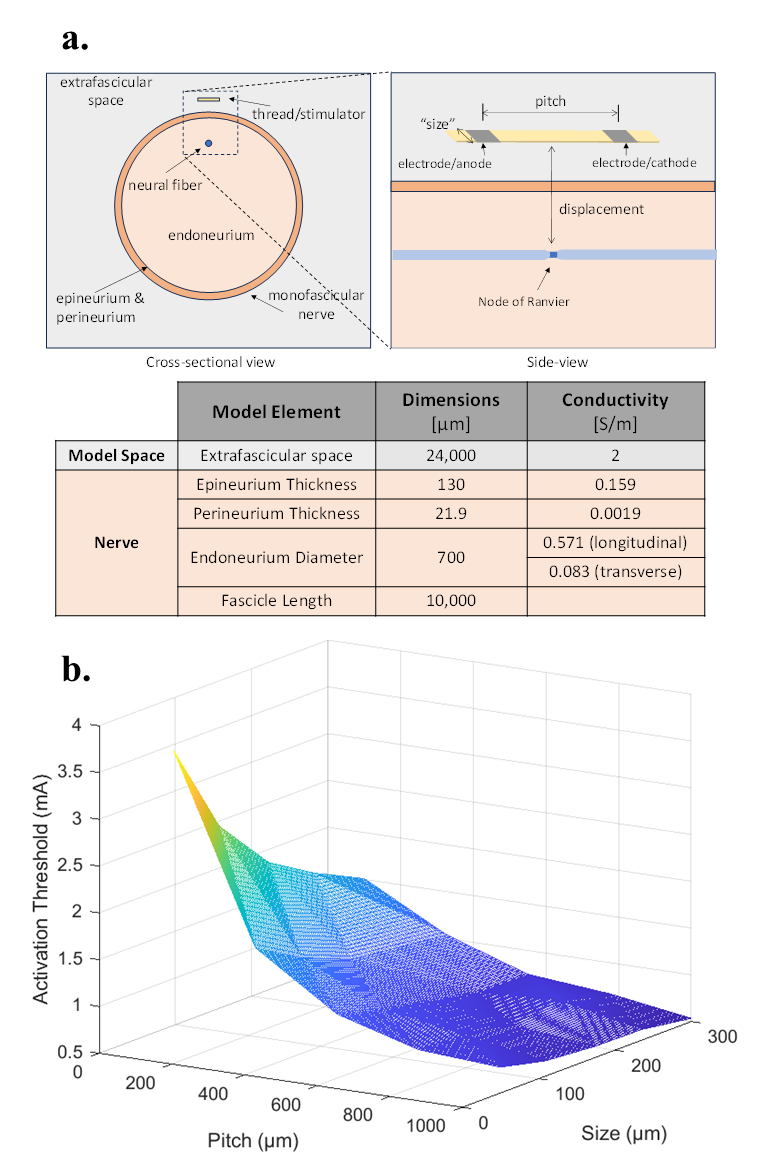 a.
extrafascicular
space
thread/stimulator
neural fiber
endoneurium
epineurium &
perineurium
monofascicular
nerve
Cross-sectional view
pitch
“size”
electrode/anode
electrode/cathode
displacement
Node of Ranvier
Side-view
Model Element
Dimensions
[µm]
Conductivity
[S/m]
Model Space
Extrafascicular space
24,000
2
Nerve
Epineurium Thickness
130
0.159
Perineurium Thickness
21.9
0.0019
Endoneurium Diameter
700
0.571 (longitudinal)
0.083 (transverse)
Fascicle Length
10,000
b.
Activation Threshold (mA)
4
3.5
3
2.5
2
1.5
1
0.5
0
200
400
600
800
1000
Pitch (µm)
0
100
200
300
Size (µm)